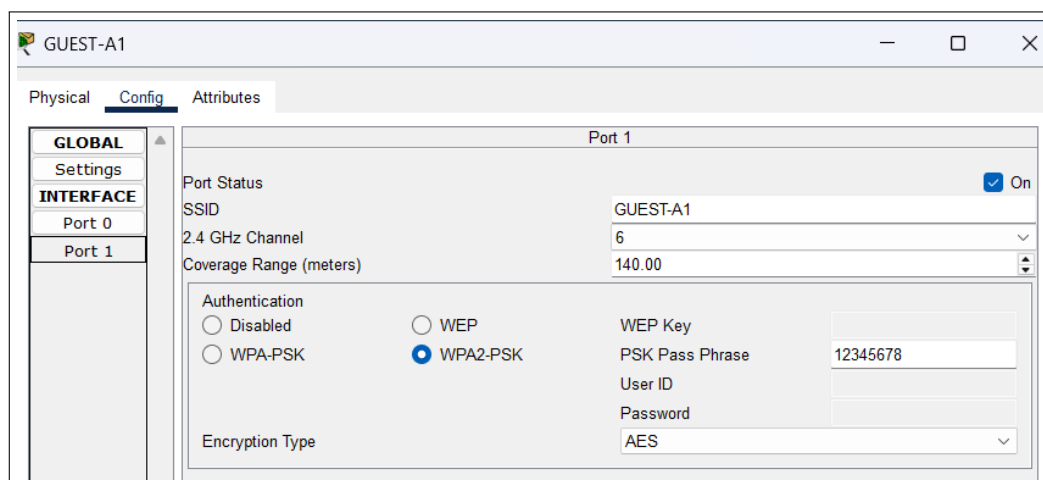 GUEST-A1
Physical Config Attributes
GLOBAL
Settings
INTERFACE
Port 0
Port 1
Port 1
Port Status On
SSID GUEST-A1
2.4 GHz Channel 6
Coverage Range (meters) 140.00
Authentication
Disabled WEP WEP Key
WPA-PSK WPA2-PSK PSK Pass Phrase 12345678
User ID
Password
Encryption Type AES